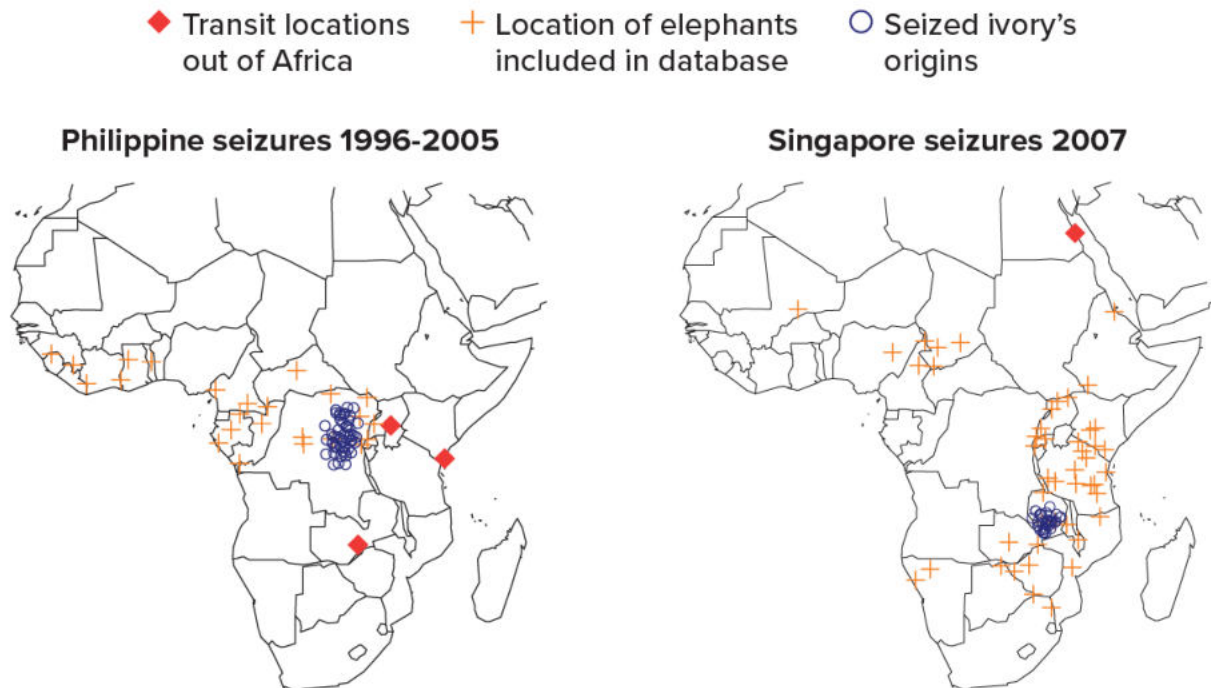 Transit locations
out of Africa
Location of elephants
included in database
Seized ivory's
origins
Philippine seizures 1996-2005
Singapore seizures 2007